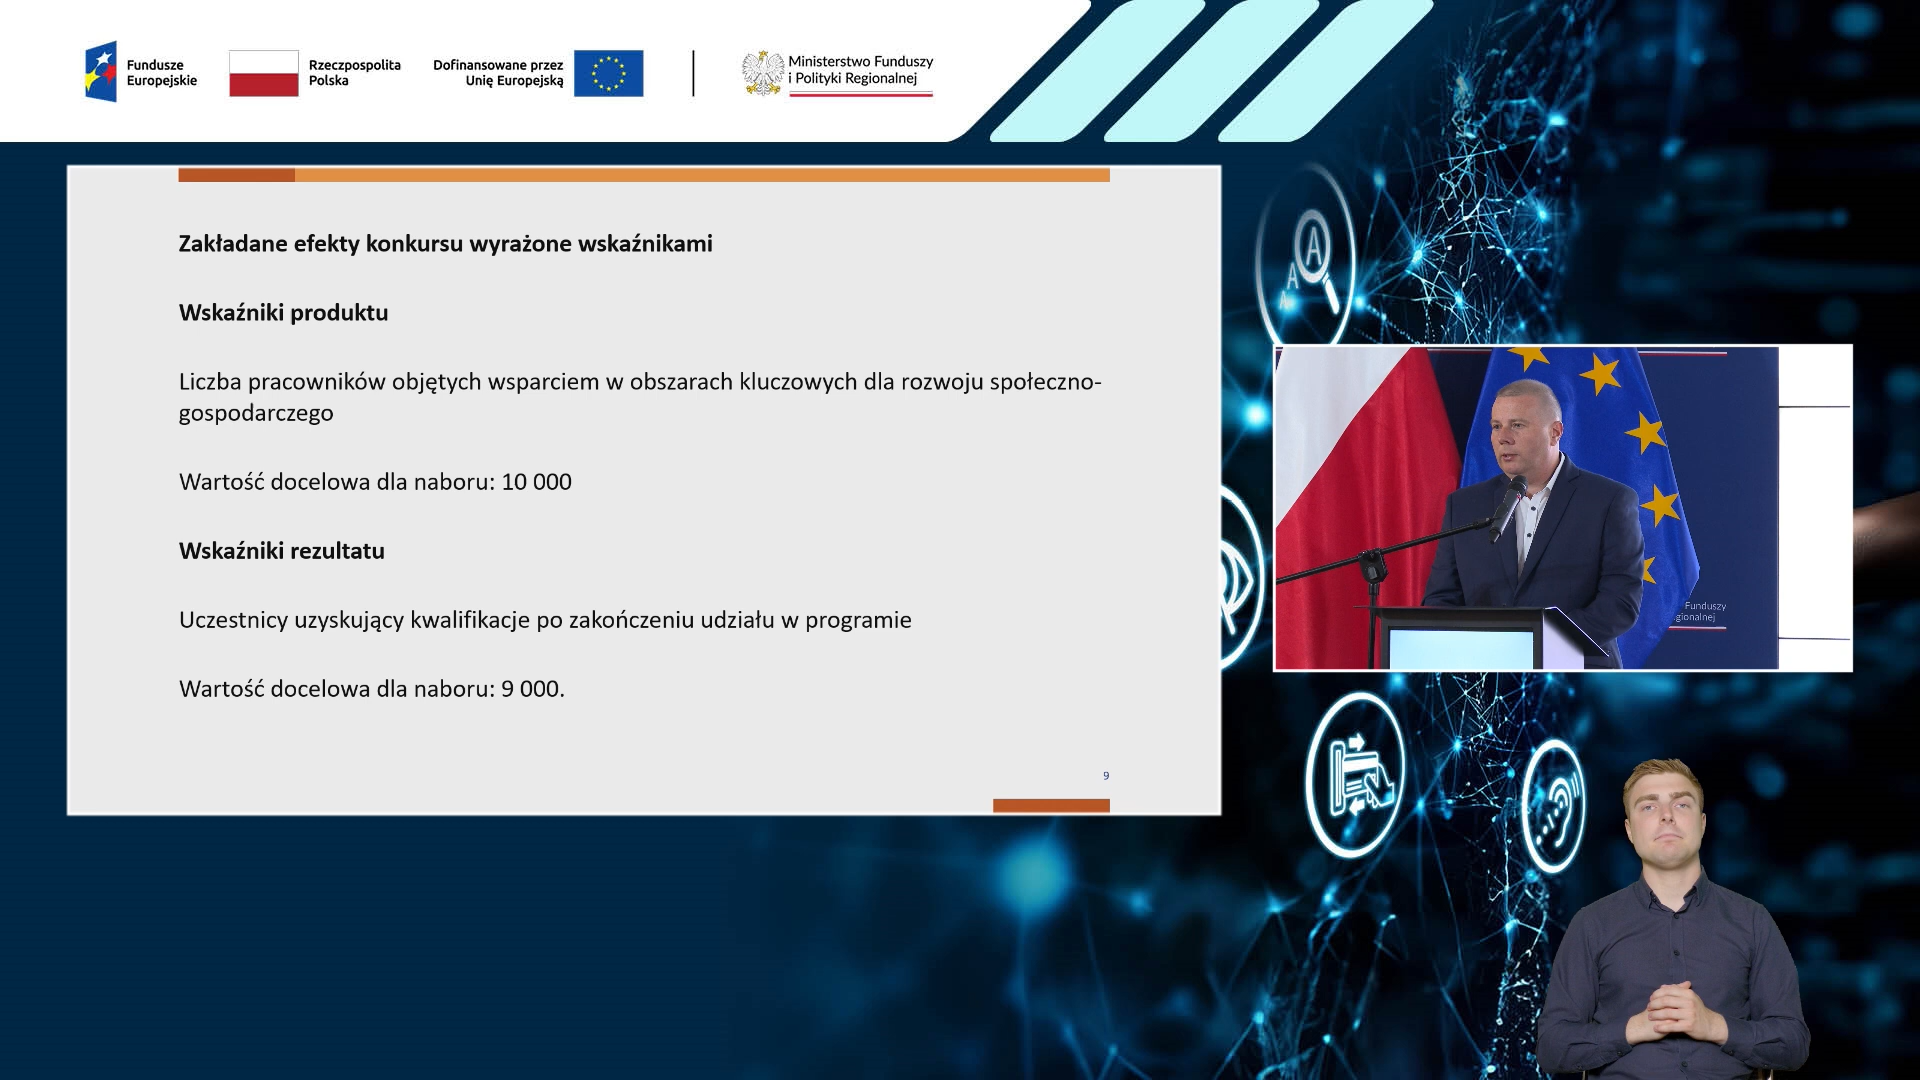 Fundusze
Europejskie
Rzeczpospolita
Polska
Dofinansowane przez
Unię Europejską
Ministerstwo Funduszy
i Polityki Regionalnej
Zakładane efekty konkursu wyrażone wskaźnikami
Wskaźniki produktu
Liczba pracowników objętych wsparciem w obszarach kluczowych dla rozwoju społeczno-
gospodarczego
Wartość docelowa dla naboru: 10 000
Wskaźniki rezultatu
Uczestnicy uzyskujący kwalifikacje po zakończeniu udziału w programie
Wartość docelowa dla naboru: 9 000.
9
A
A
A
Funduszy
gionalnej